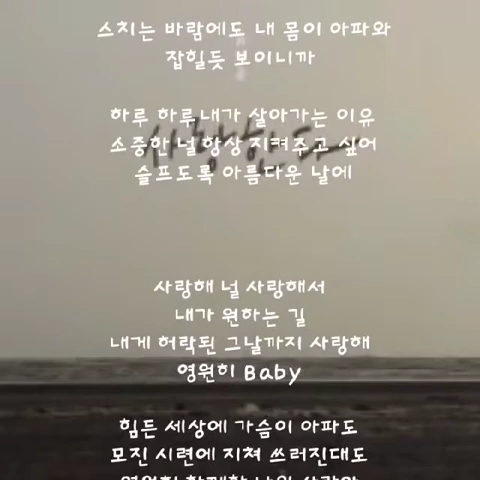 스치는 바람에도 내 몸이 아파와
잡힐듯 보이니까
하루 하루내가 살아가는 이유
소중한 널항상 지켜주고 싶어
슬프도록 아름다운 날에
사랑한다
사랑해 널 사랑해서
내가 원하는 길
내게 허락된 그날까지 사랑해
영원히 Baby
힘든 세상에 가슴이 아파도
모진 시련에 지쳐 쓰러진대도